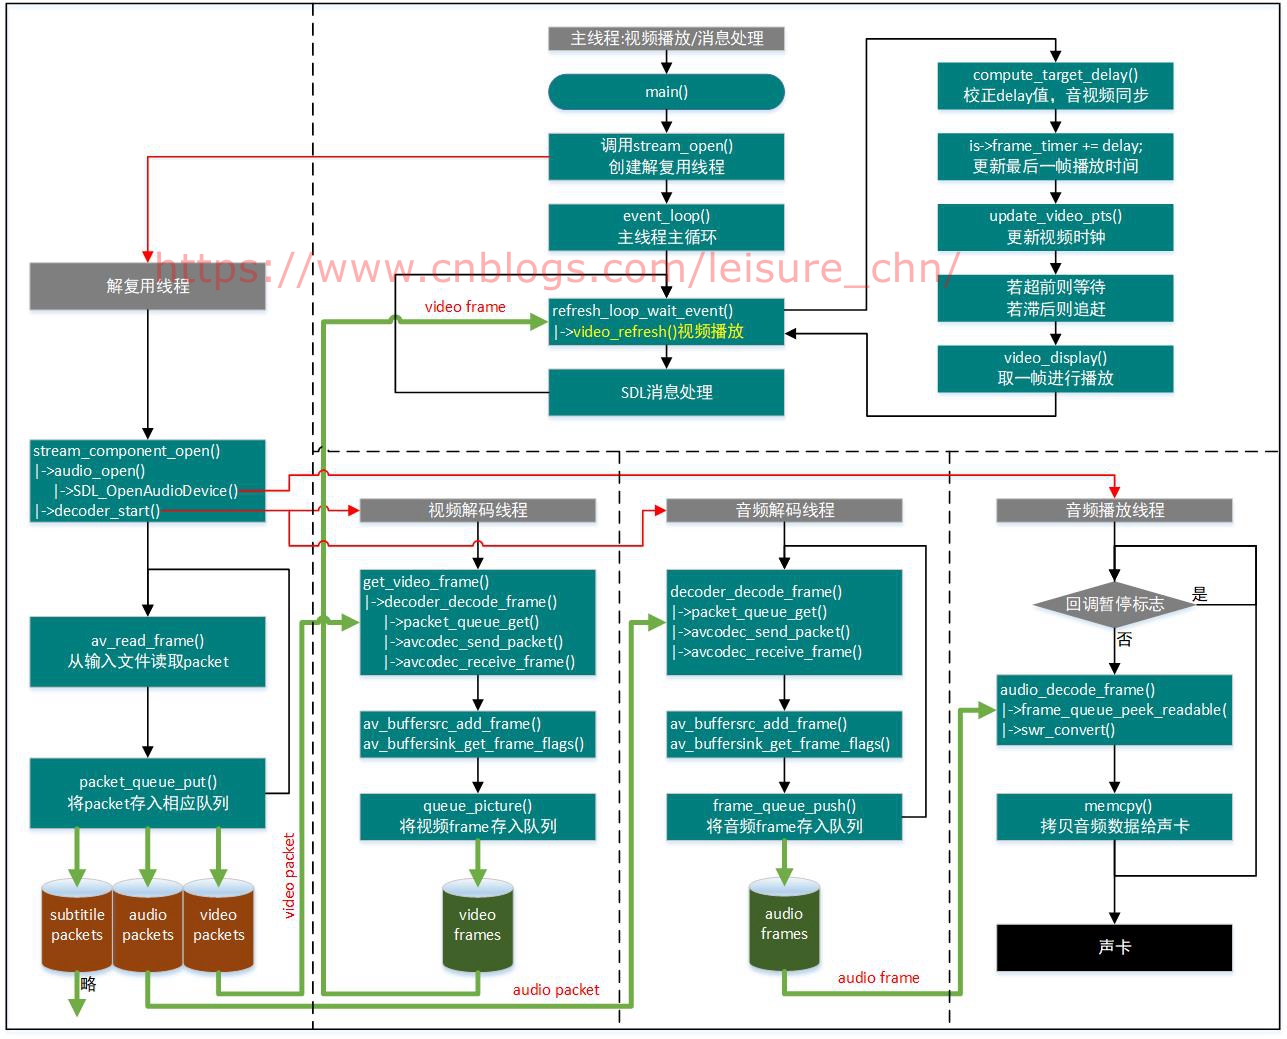 主线程:视频播放/消息处理
main()
调用stream_open()
创建解复用线程
event_loop()
主线程主循环
https://www.cnblogs.com/leisure_chn/
video frame
refresh_loop_wait_event()
|->video_refresh()视频播放
SDL消息处理
compute_target_delay()
校正delay值，音视频同步
is->frame_timer += delay;
更新最后一帧播放时间
update_video_pts()
更新视频时钟
若超前则等待
若滞后则追赶
video_display()
取一帧进行播放
解复用线程
stream_component_open()
|->audio_open()
|->SDL_OpenAudioDevice()
|->decoder_start()
av_read_frame()
从输入文件读取packet
packet_queue_put()
将packet存入相应队列
subtitile
packets
audio
packets
video
packets
略
video packet
视频解码线程
get_video_frame()
|->decoder_decode_frame()
|->packet_queue_get()
|->avcodec_send_packet()
|->avcodec_receive_frame()
av_buffersrc_add_frame()
av_buffersink_get_frame_flags()
queue_picture()
将视频frame存入队列
video
frames
audio packet
音频解码线程
decoder_decode_frame()
|->packet_queue_get()
|->avcodec_send_packet()
|->avcodec_receive_frame()
av_buffersrc_add_frame()
av_buffersink_get_frame_flags()
frame_queue_push()
将音频frame存入队列
audio
frames
audio frame
音频播放线程
回调暂停标志
是
否
audio_decode_frame()
|->frame_queue_peek_readable(
|->swr_convert()
memcpy()
拷贝音频数据给声卡
声卡